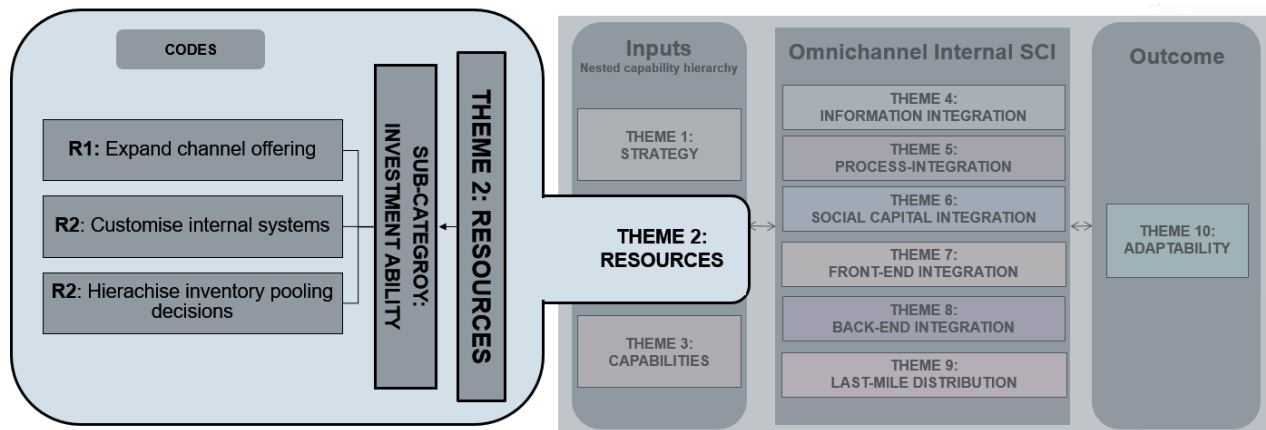 CODES
R1: Expand channel offering
R2: Customise internal systems
R2: Hierachise inventory pooling
decisions
SUB-CATEGROY:
INVESTMENT ABILITY
THEME 2: RESOURCES
Inputs
Nested capability hierarchy
THEME 1:
STRATEGY
THEME 2:
RESOURCES
THEME 3:
CAPABILITIES
Omnichannel Internal SCI
THEME 4:
INFORMATION INTEGRATION
THEME 5:
PROCESS-INTEGRATION
THEME 6:
SOCIAL CAPITAL INTEGRATION
THEME 7:
FRONT-END INTEGRATION
THEME 8:
BACK-END INTEGRATION
THEME 9:
LAST-MILE DISTRIBUTION
Outcome
THEME 10:
ADAPTABILITY